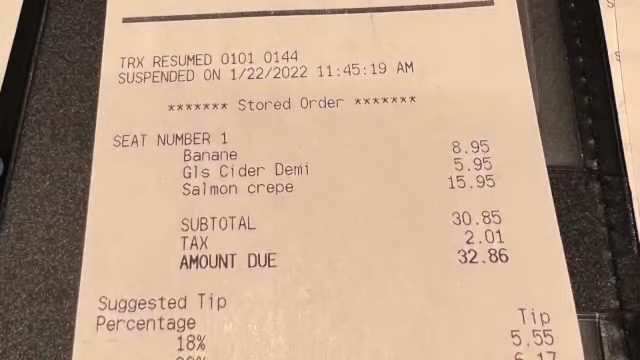 TRX RESUMED 0101 0144
SUSPENDED ON 1/22/2022 11:45:19 AM
******* Stored Order *******
SEAT NUMBER 1
Banane 8.95
Gls Cider Demi 5.95
Salmon crepe 15.95
SUBTOTAL 30.85
TAX 2.01
AMOUNT DUE 32.86
Suggested Tip
Percentage Tip
18% 5.55